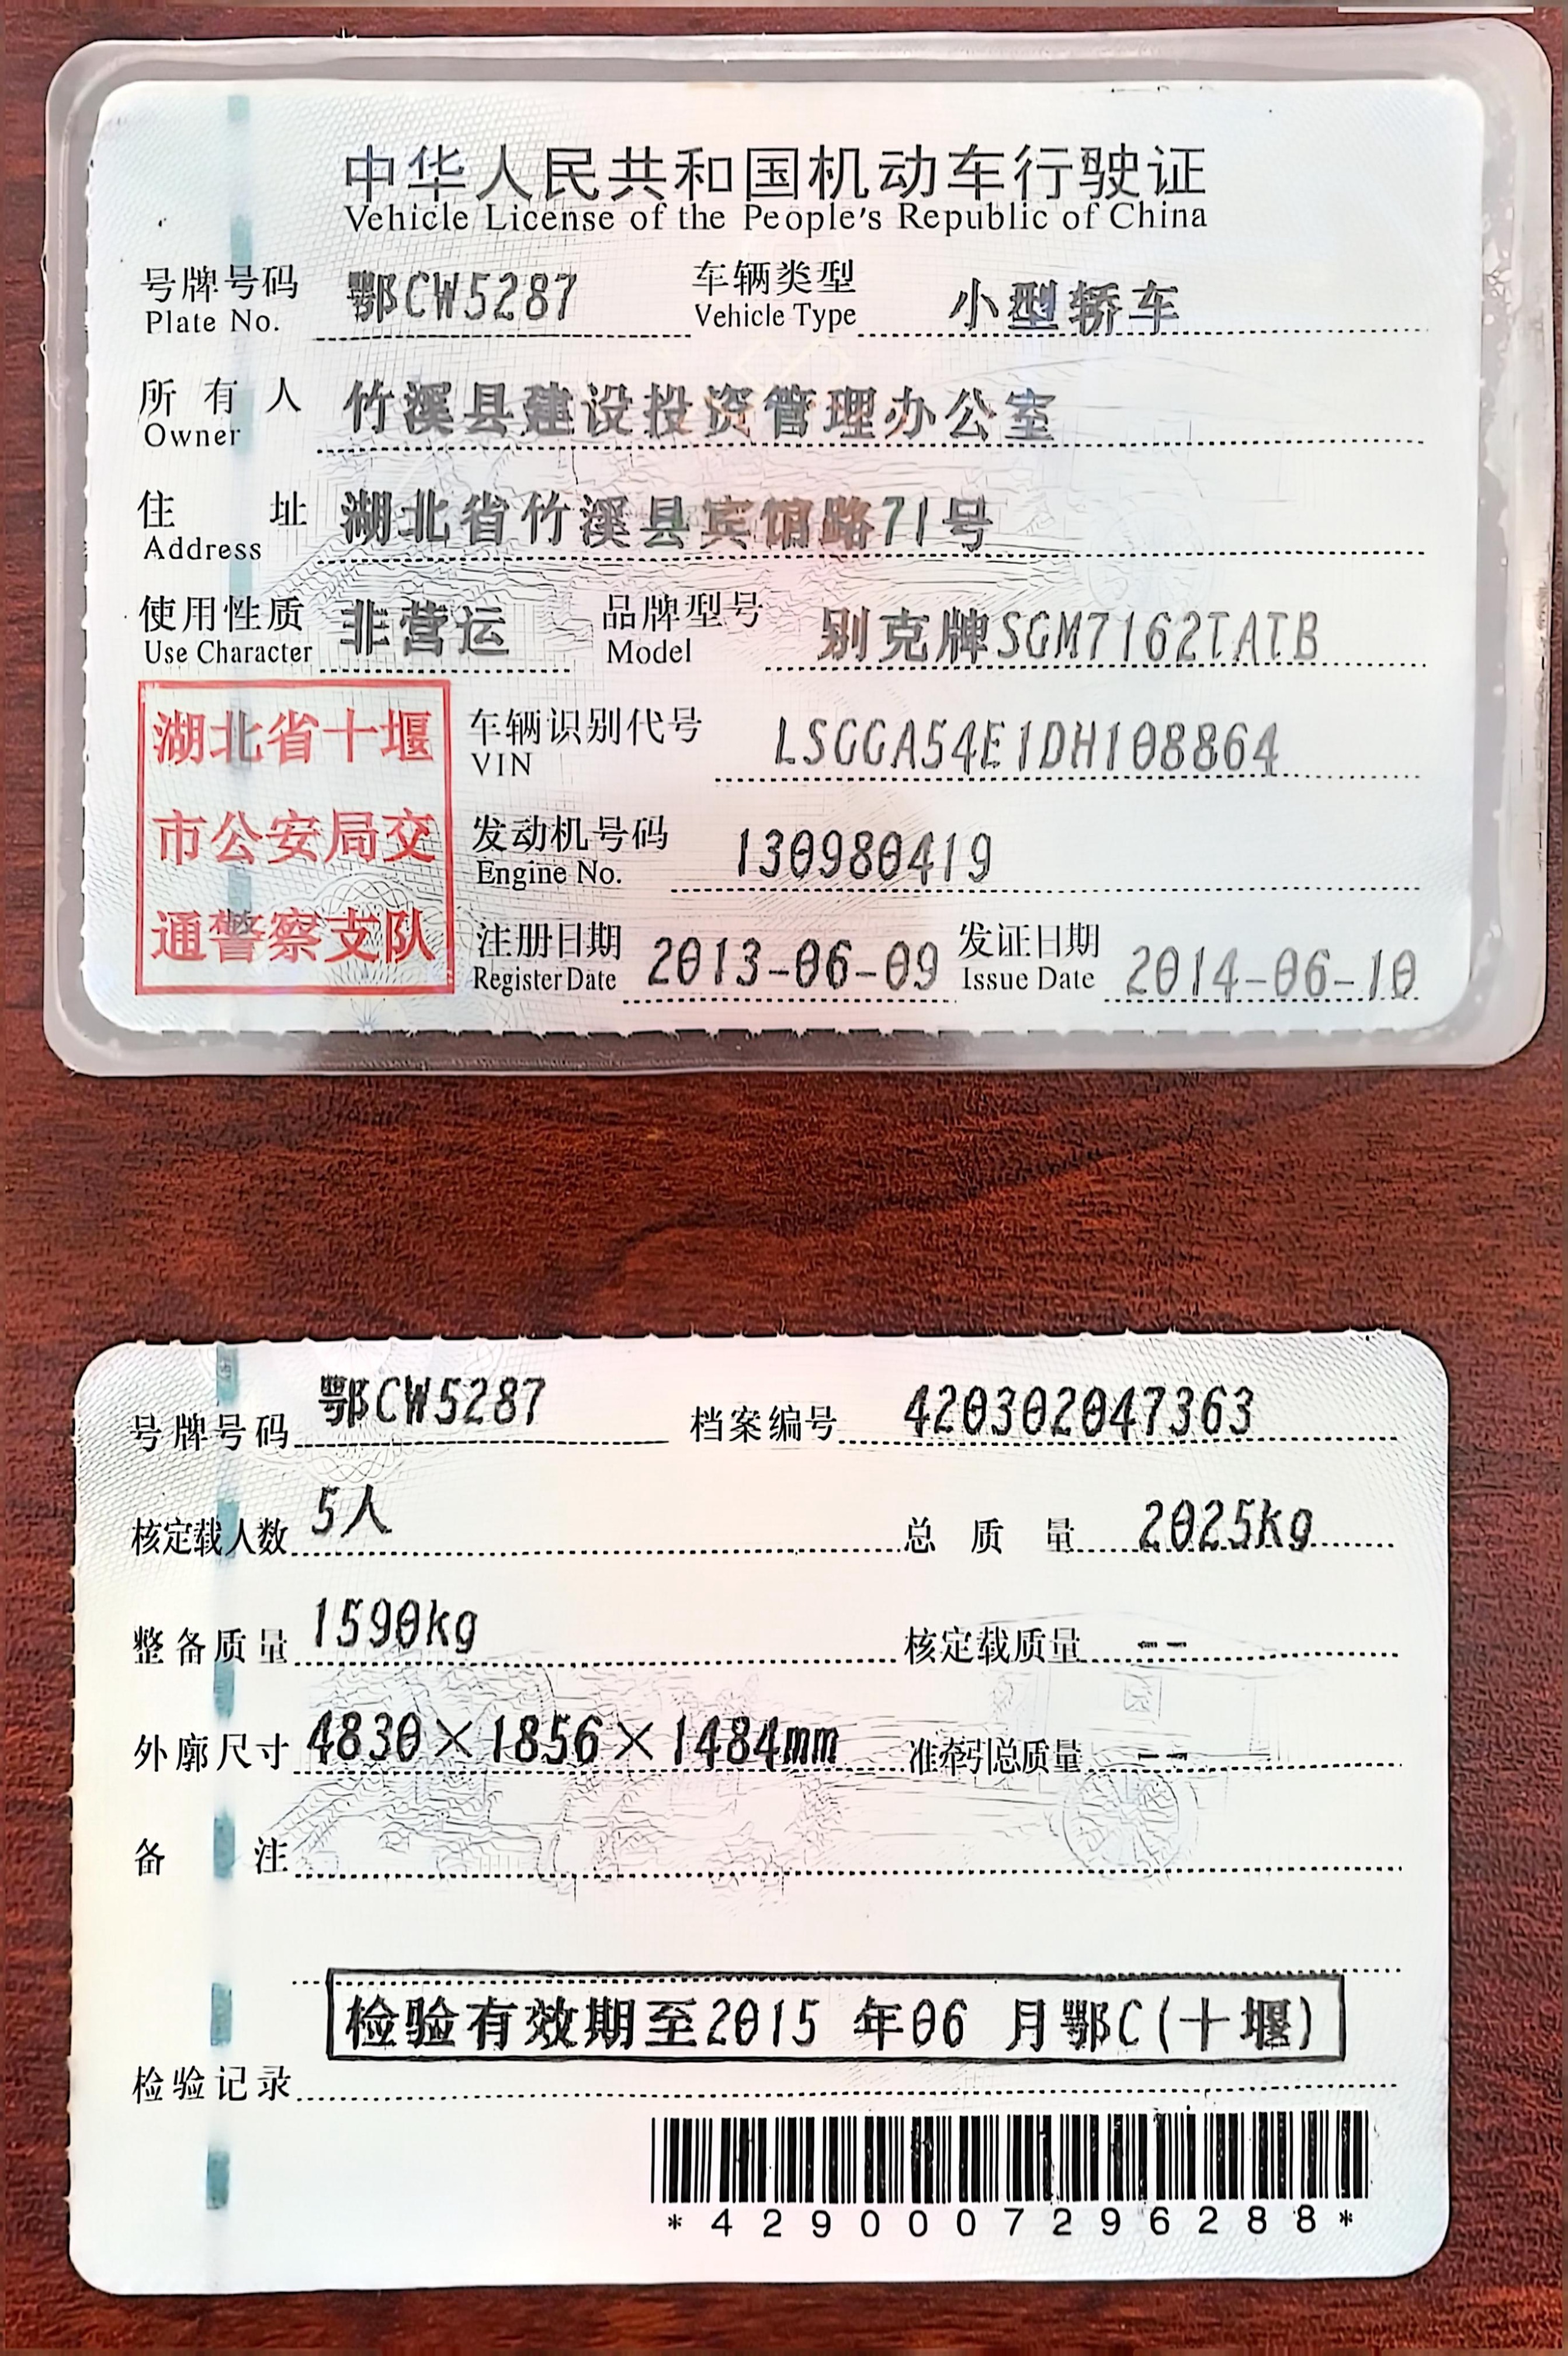 中华人民共和国机动车行驶证
Vehicle License of the People's Republic of China
号牌号码 鄂CW5287 车辆类型 小型轿车
Plate No. Vehicle Type
所有人 竹溪县建设投资管理办公室
Owner
住址 湖北省竹溪县宾馆路71号
Address
使用性质 非营运 品牌型号 别克牌SGM7162TATB
Use Character Model
湖北省十堰
市公安局交
通警察支队
车辆识别代号 LSGGA54E1DH108864
VIN
发动机号码 130980419
Engine No.
注册日期 2013-06-09 发证日期 2014-06-10
Register Date Issue Date
号牌号码 鄂CW5287 档案编号 420302047363
核定载人数 5人 总质量 2025kg
整备质量 1590kg 核定载质量 --
外廓尺寸 4830×1856×1484mm 准牵引总质量 --
备注
检验有效期至2015 年06 月鄂C(十堰)
检验记录
*4290007296288*